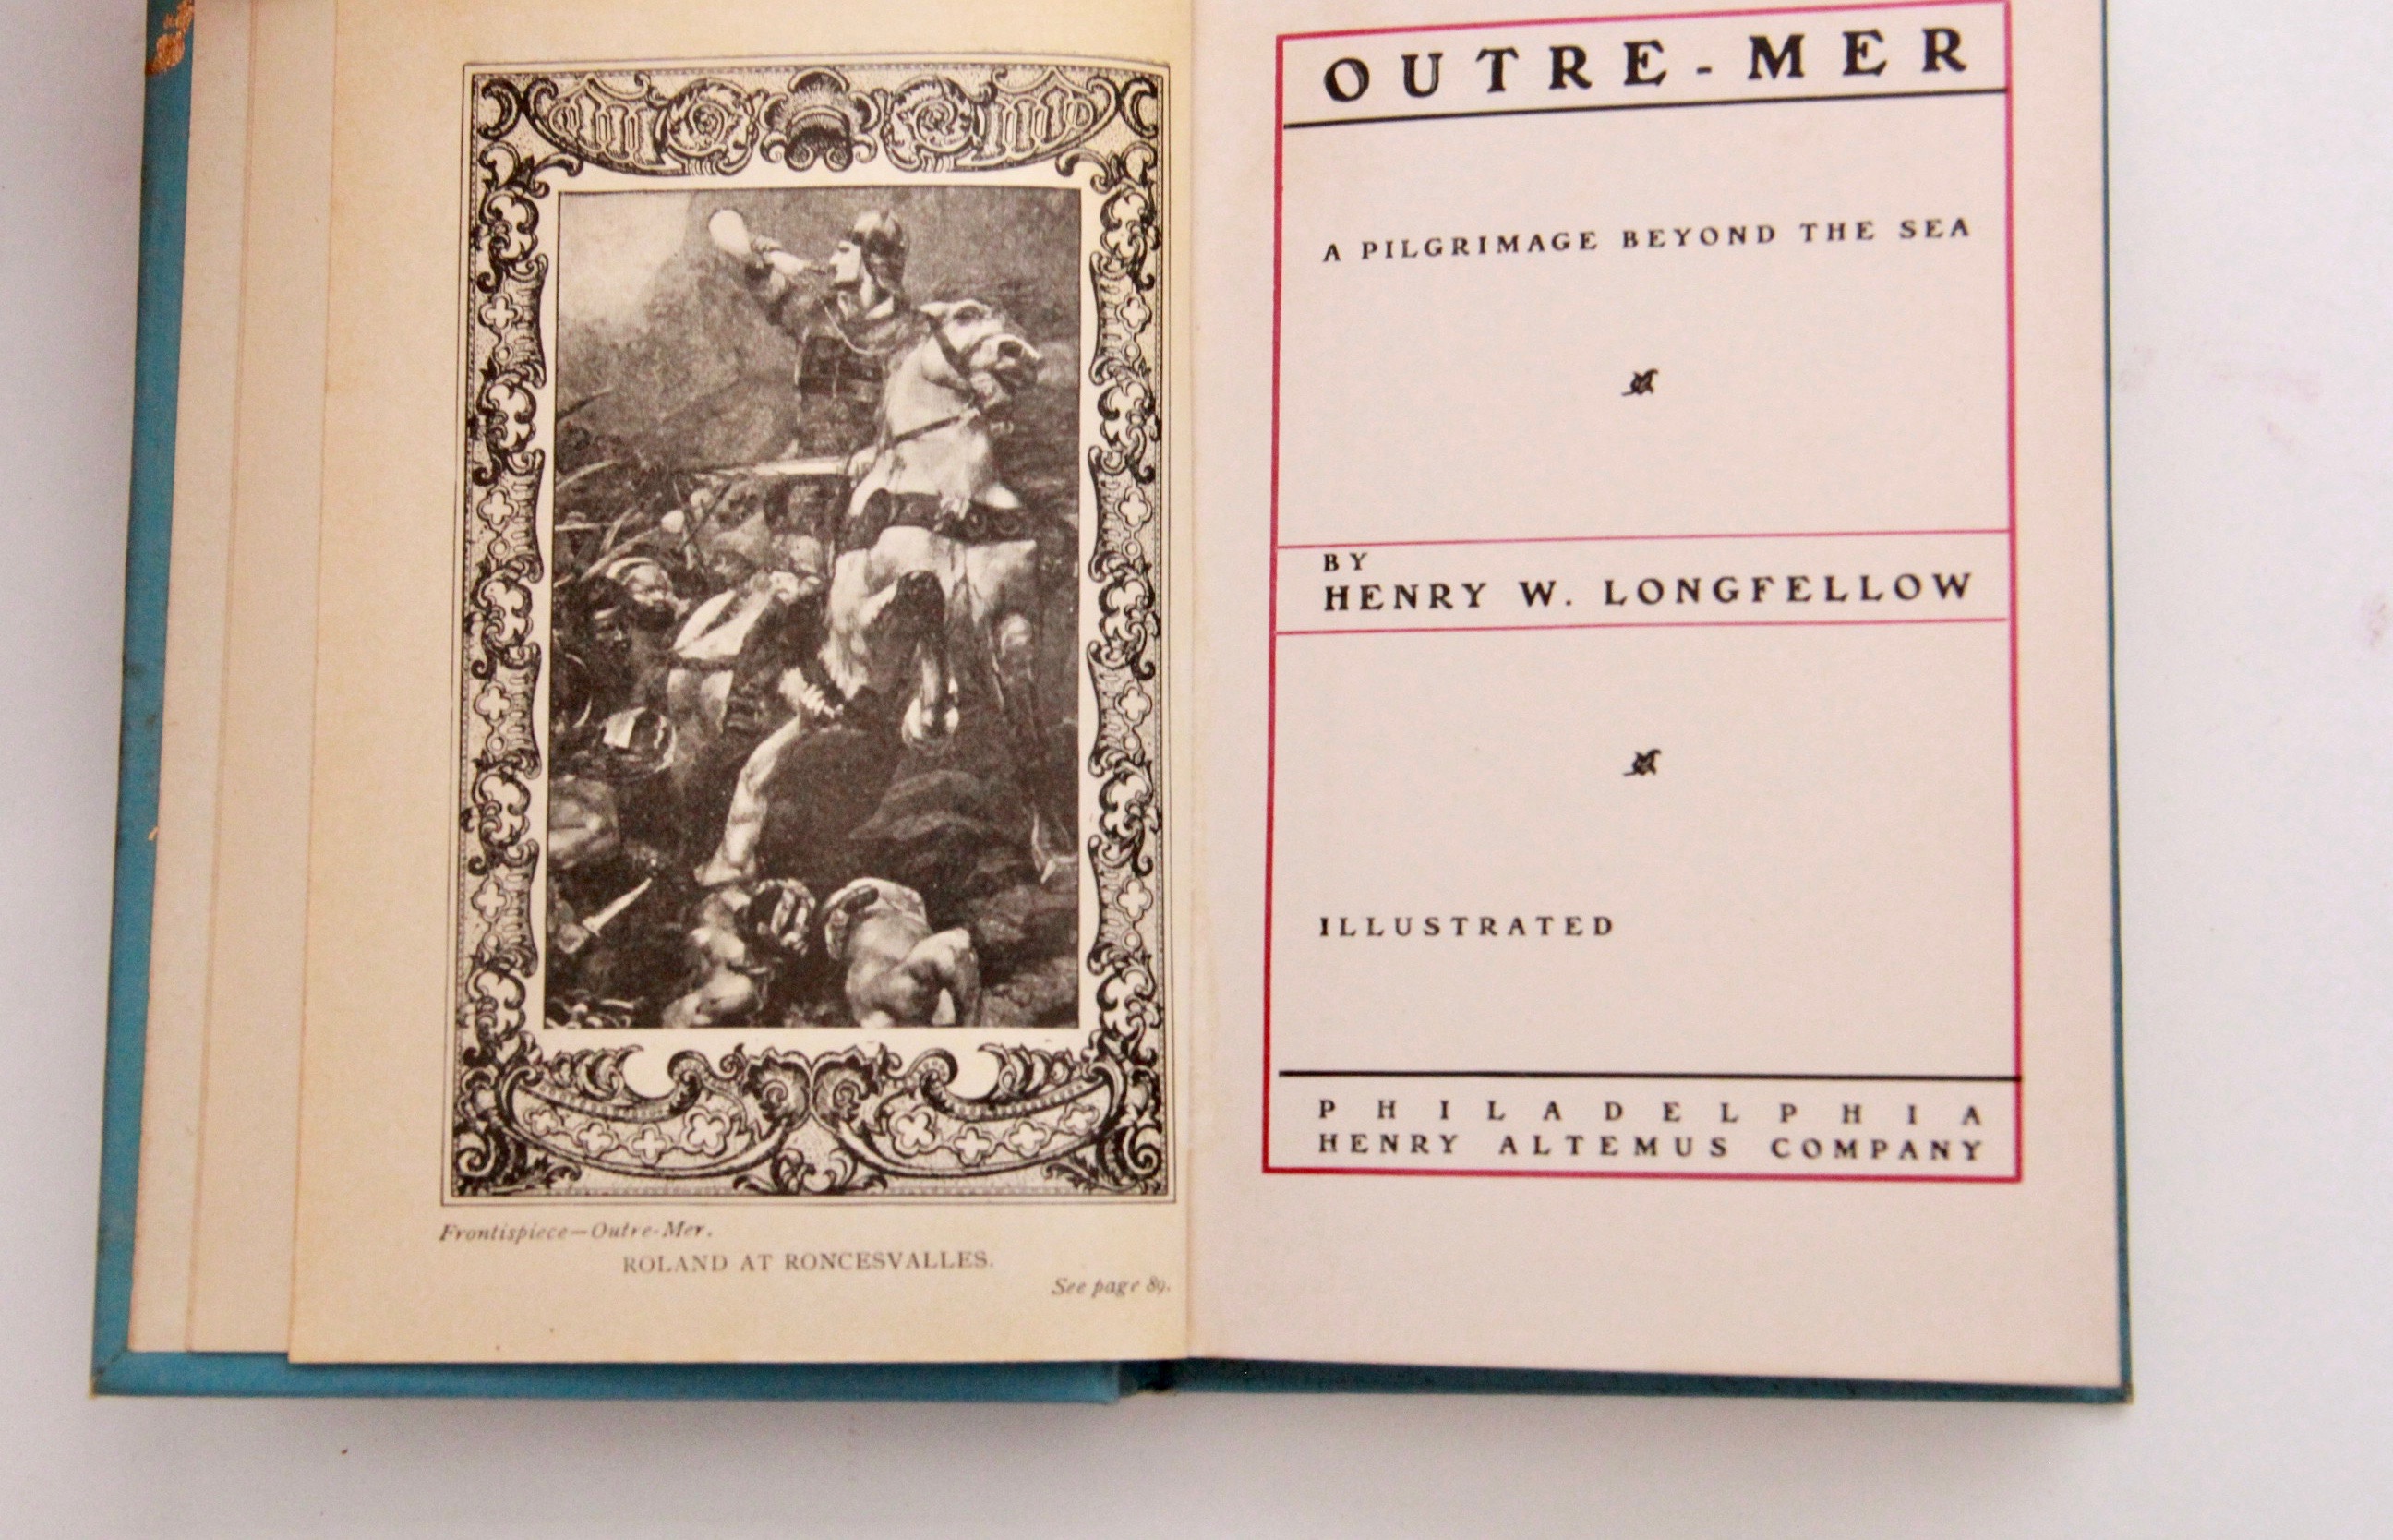 Frontispiece—Outre-Mer.
ROLAND AT RONCESVALLES.
See page 89.
OUTRE-MER
A PILGRIMAGE BEYOND THE SEA
BY
HENRY W. LONGFELLOW
ILLUSTRATED
PHILADELPHIA
HENRY ALTEMUS COMPANY